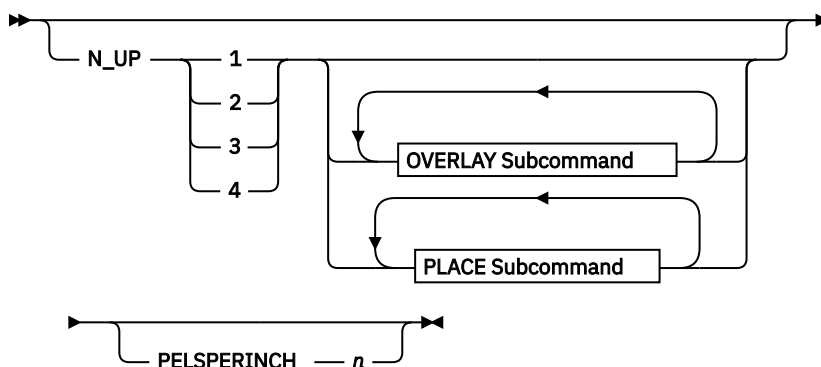 N_UP 1
2
3
4
OVERLAY Subcommand
PLACE Subcommand
PELSPERINCH n